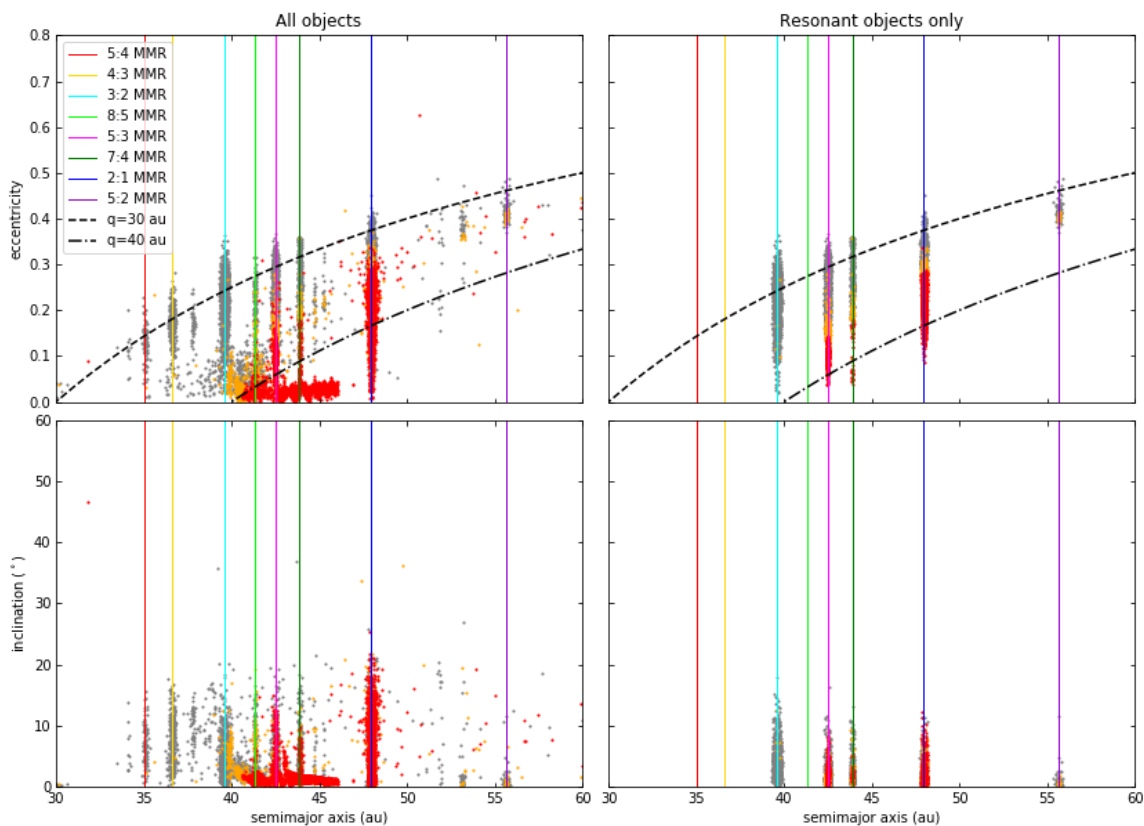 All objects
Resonant objects only
0.8
0.7
0.6
0.5
0.4
0.3
0.2
0.1
0.0
eccentricity
5:4 MMR
4:3 MMR
3:2 MMR
8:5 MMR
5:3 MMR
7:4 MMR
2:1 MMR
5:2 MMR
q=30 au
q=40 au
60
50
40
30
20
10
0
inclination (°)
30 35 40 45 50 55 60
30 35 40 45 50 55 60
semimajor axis (au)
semimajor axis (au)